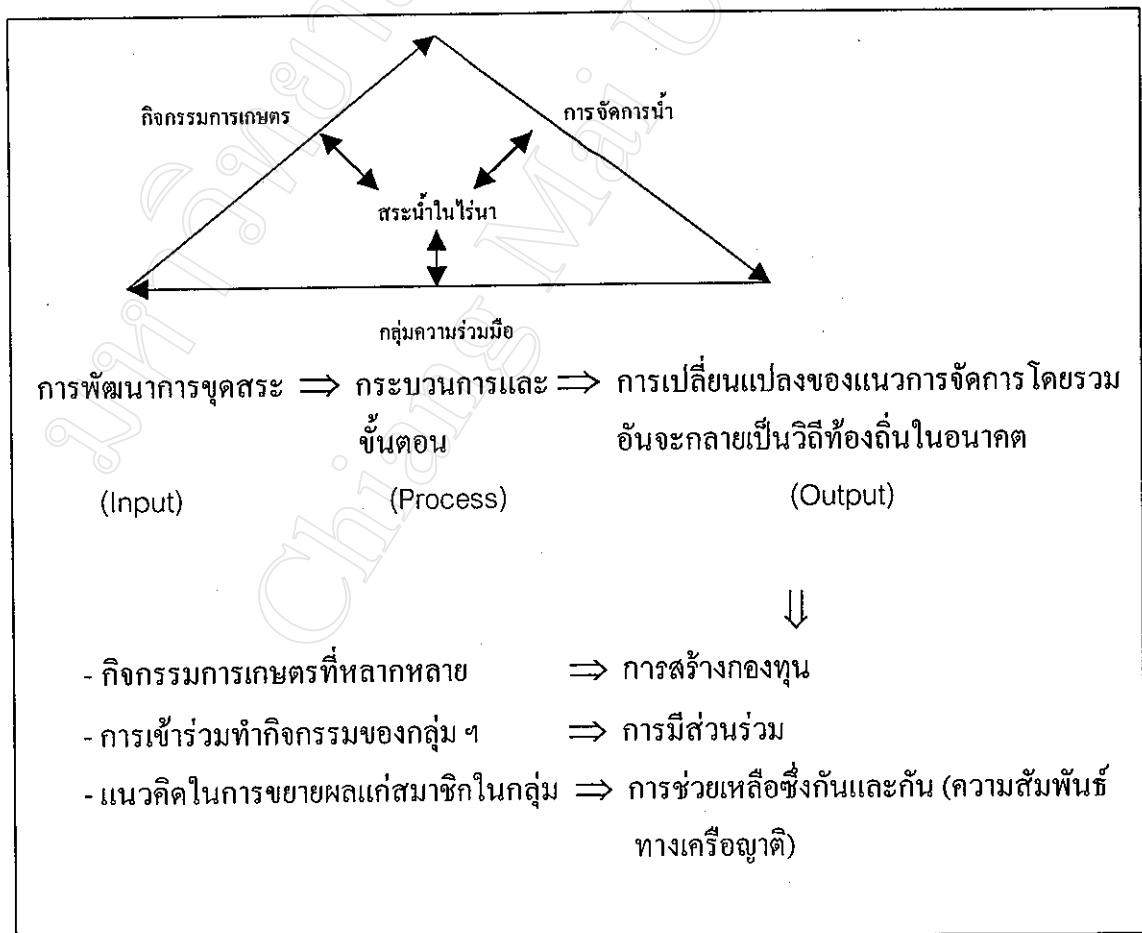 กิจกรรมการเกษตร การจัดการน้ำ
สระน้ำในไร่นา
กลุ่มความร่วมมือ
การพัฒนาการขุดสระ ⇒ กระบวนการและ ⇒ การเปลี่ยนแปลงของแนวการจัดการโดยรวม
ขั้นตอน อันจะกลายเป็นวิถีท้องถิ่นในอนาคต
(Input) (Process) (Output)
⇓
- กิจกรรมการเกษตรที่หลากหลาย ⇒ การสร้างกองทุน
- การเข้าร่วมทำกิจกรรมของกลุ่ม ฯ ⇒ การมีส่วนร่วม
- แนวคิดในการขยายผลแก่สมาชิกในกลุ่ม ⇒ การช่วยเหลือซึ่งกันและกัน (ความสัมพันธ์
ทางเครือญาติ)
Chiang Mai U